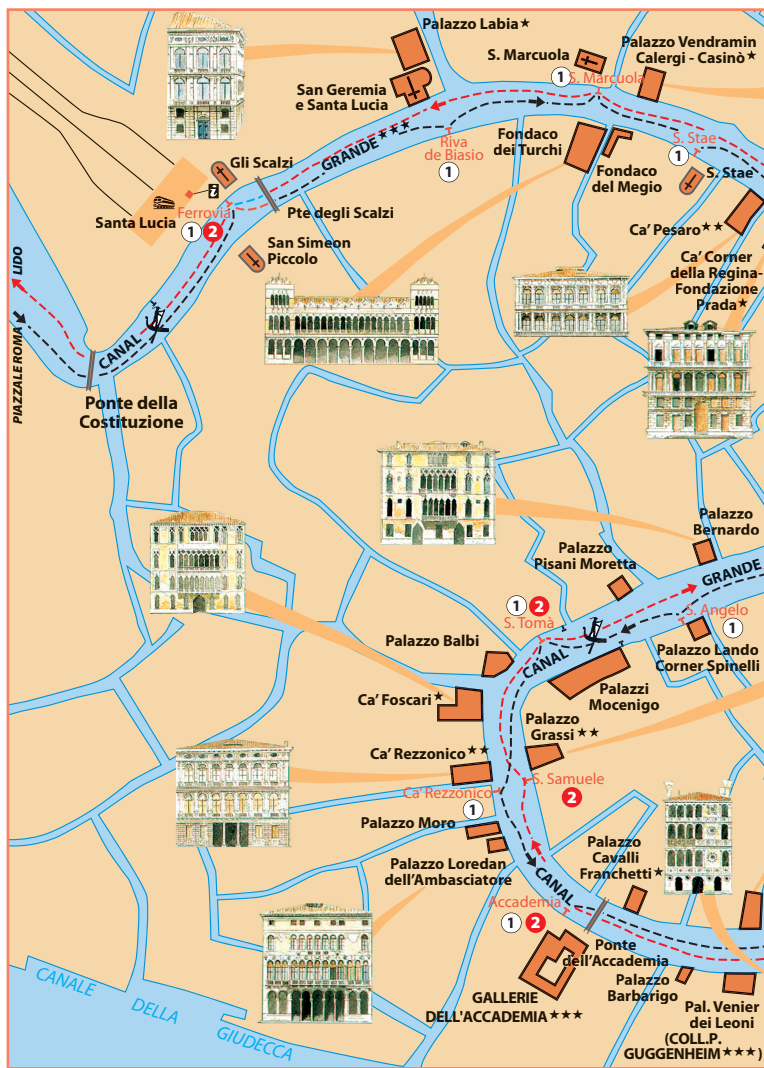 Palazzo Labia★
S. Marcuola
Palazzo Vendramin
Calergi - Casinò★
1
S. Marcuola
San Geremia
e Santa Lucia
GRANDE★★★
Riva
de Biasio
1
Fondaco
dei Turchi
S. Stae
1
Fondaco
del Megio
S. Stae
Gli Scalzi
i
Santa Lucia
Ferrovia
1 2
Pte degli Scalzi
Ca' Pesaro★★
San Simeon
Piccolo
Ca' Corner
della Regina-
Fondazione
Prada★
LIDO
PIAZZALE ROMA
CANAL
Ponte della
Costituzione
Palazzo
Bernardo
Palazzo
Pisani Moretta
GRANDE
1 2
S. Tomà
S. Angelo
1
Palazzo Balbi
CANAL
Palazzo Lando
Corner Spinelli
Palazzi
Mocenigo
Ca' Foscari★
Palazzo
Grassi★★
Ca' Rezzonico★★
Ca' Rezzonico
1
S. Samuele
2
Palazzo Moro
Palazzo
Cavalli
Franchetti★
Palazzo Loredan
dell'Ambasciatore
CANAL
Accademia
1 2
Ponte
dell'Accademia
Palazzo
Barbarigo
GALLERIE
DELL'ACCADEMIA★★★
Pal. Venier
dei Leoni
(COLL.P.
GUGGENHEIM★★★)
CANALE DELLA GIUDECCA